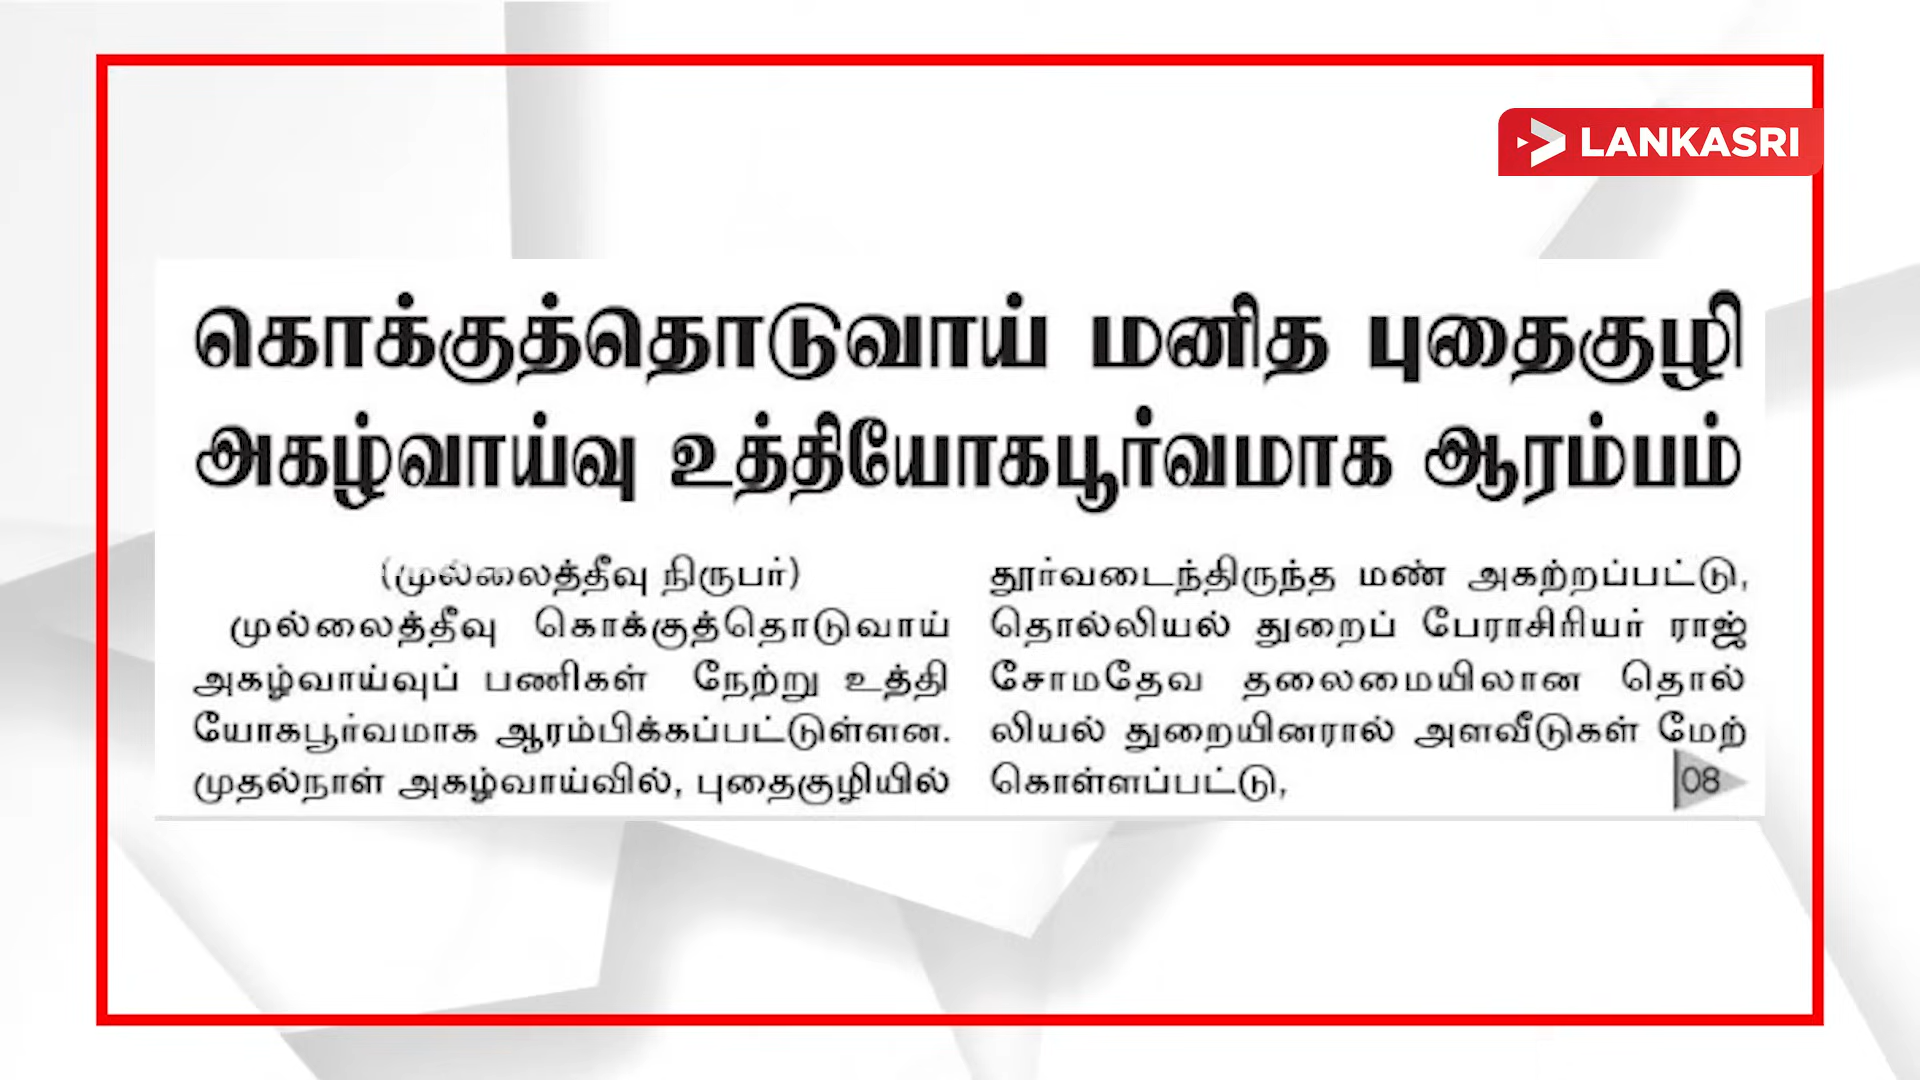 LANKASRI
கொக்குத்தொடுவாய் மனித புதைகுழி
அகழ்வாய்வு உத்தியோகபூர்வமாக ஆரம்பம்
(முல்லைத்தீவு நிருபர்)
முல்லைத்தீவு கொக்குத்தொடுவாய்
அகழ்வாய்வுப் பணிகள் நேற்று உத்தி
யோகபூர்வமாக ஆரம்பிக்கப்பட்டுள்ளன.
முதல்நாள் அகழ்வாய்வில், புதைகுழியில்
தூர்வடைந்திருந்த மண் அகற்றப்பட்டு,
தொல்லியல் துறைப் பேராசிரியர் ராஜ்
சோமதேவ தலைமையிலான தொல்
லியல் துறையினரால் அளவீடுகள் மேற்
கொள்ளப்பட்டு,
08